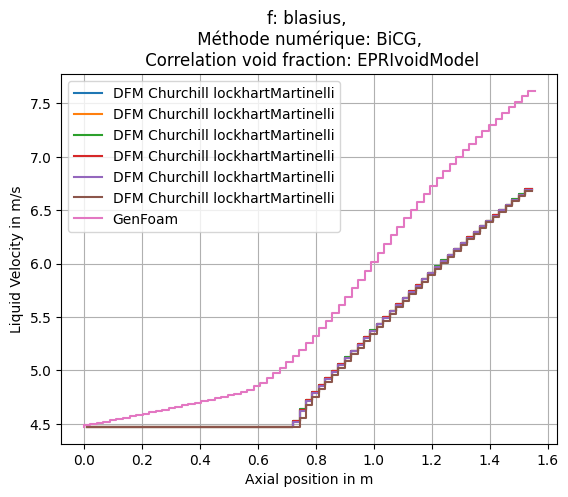 f: blasius,
Méthode numérique: BiCG,
Correlation void fraction: EPRIvoidModel
DFM Churchill lockhartMartinelli
DFM Churchill lockhartMartinelli
DFM Churchill lockhartMartinelli
DFM Churchill lockhartMartinelli
DFM Churchill lockhartMartinelli
DFM Churchill lockhartMartinelli
GenFoam
Liquid Velocity in m/s
7.5
7.0
6.5
6.0
5.5
5.0
4.5
0.0 0.2 0.4 0.6 0.8 1.0 1.2 1.4 1.6
Axial position in m